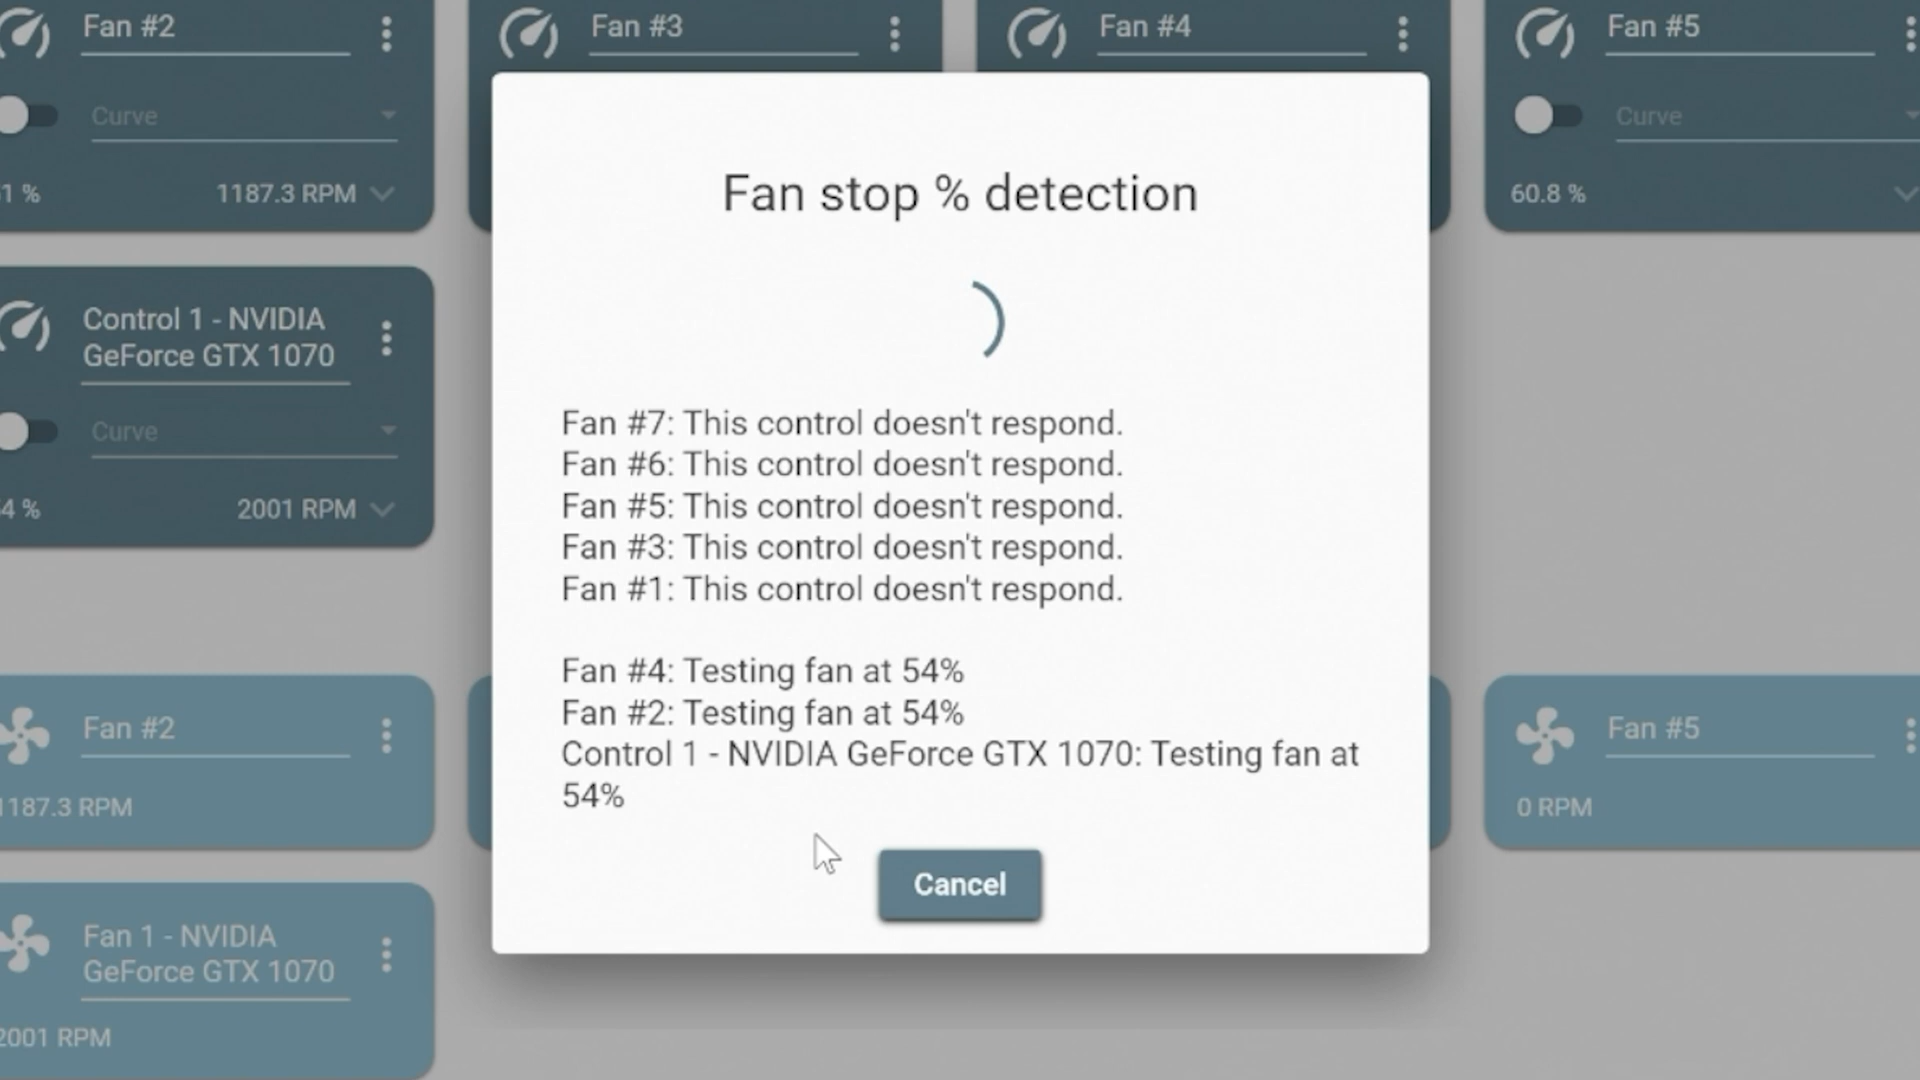 Fan #2
Fan #3
Fan #4
Fan #5
Curve
Curve
1187.3 RPM
60.8 %
Fan stop % detection
Control 1 - NVIDIA
GeForce GTX 1070
Curve
2001 RPM
Fan #7: This control doesn't respond.
Fan #6: This control doesn't respond.
Fan #5: This control doesn't respond.
Fan #3: This control doesn't respond.
Fan #1: This control doesn't respond.
Fan #4: Testing fan at 54%
Fan #2: Testing fan at 54%
Control 1 - NVIDIA GeForce GTX 1070: Testing fan at
54%
Cancel
Fan #2
1187.3 RPM
Fan #5
0 RPM
Fan 1 - NVIDIA
GeForce GTX 1070
2001 RPM